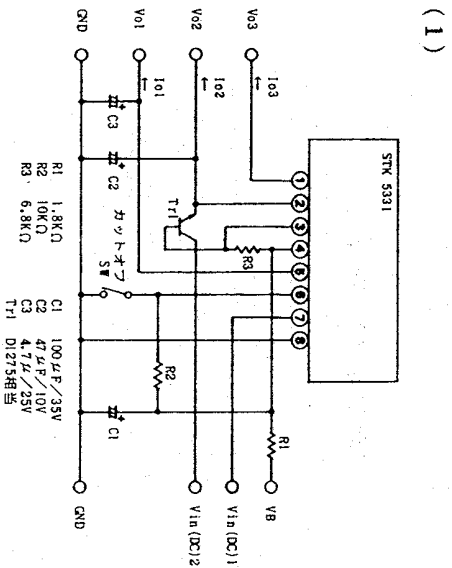 (1)
STK 5331
① ② ③ ④ ⑤ ⑥ ⑦ ⑧
Vo3
Io3
Vo2
Io2
Vo1
Io1
GND
C3
C2
Tr1
R3
カットオフ
SW
R2
C1
R1
VB
Vin(DC)1
Vin(DC)2
GND
R1 1.8KΩ
R2 10KΩ
R3 6.8KΩ
C1 100μF/35V
C2 47μF/10V
C3 4.7μ/25V
Tr1 D1275相当